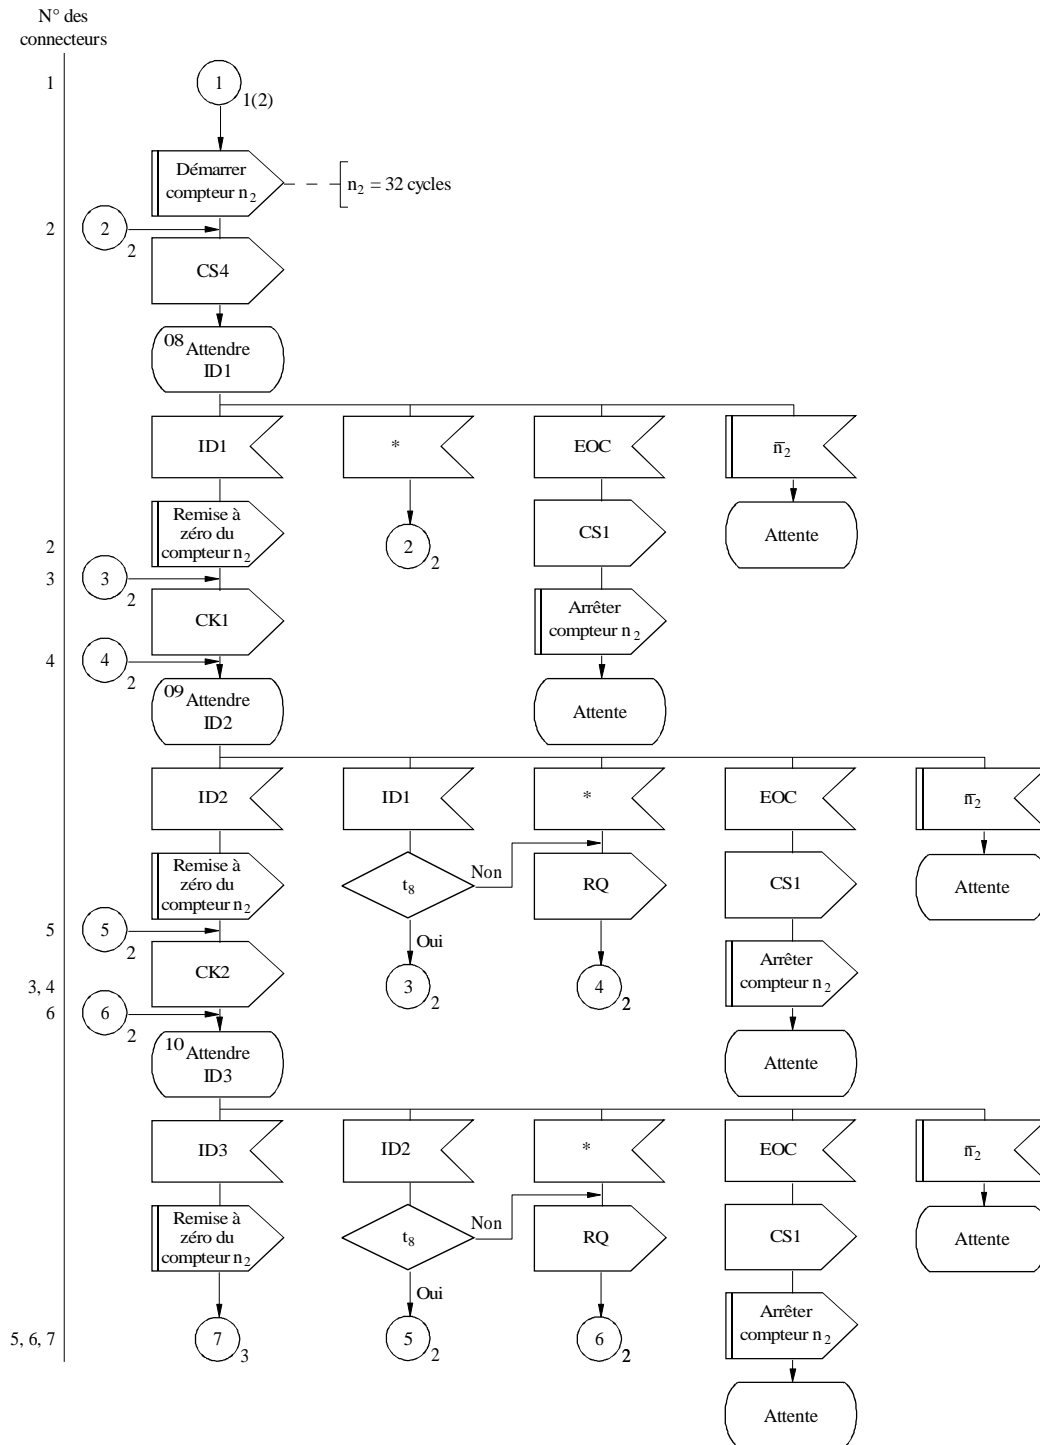 N° des
connecteurs
1
1
1(2)
Démarrer
compteur n₂
n₂ = 32 cycles
2
2
2
CS4
08 Attendre
ID1
ID1
*
EOC
n̅₂
Remise à
zéro du
compteur n₂
2
2
2
CS1
Attente
3
3
2
CK1
Arrêter
compteur n₂
4
4
2
09 Attendre
ID2
Attente
ID2
ID1
*
EOC
n̅₂
Remise à
zéro du
compteur n₂
t₈
Non
Oui
RQ
CS1
Attente
5
5
2
CK2
3, 4
3
2
4
2
Arrêter
compteur n₂
6
6
2
10 Attendre
ID3
Attente
ID3
ID2
*
EOC
n̅₂
Remise à
zéro du
compteur n₂
t₈
Non
Oui
RQ
CS1
Attente
5, 6, 7
7
3
5
2
6
2
Arrêter
compteur n₂
Attente